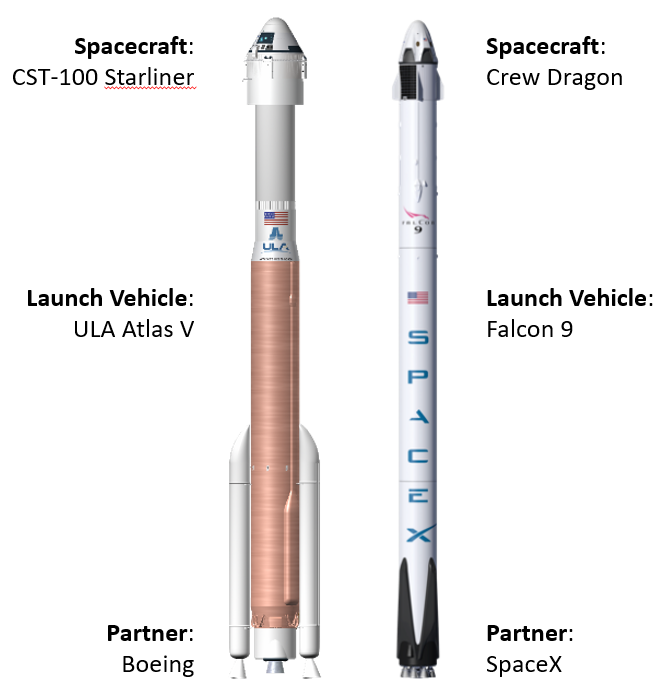 Spacecraft:
CST-100 Starliner
Launch Vehicle:
ULA Atlas V
Partner:
Boeing
ULA
Spacecraft:
Crew Dragon
Launch Vehicle:
Falcon 9
Partner:
SpaceX
FALCON
9
SPACEX